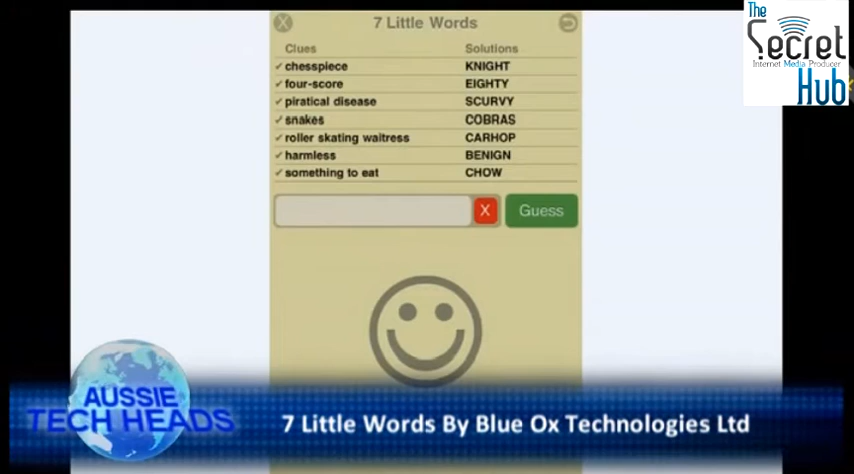 7 Little Words
Clues Solutions
chesspiece KNIGHT
four-score EIGHTY
piratical disease SCURVY
snakes COBRAS
roller skating waitress CARHOP
harmless BENIGN
something to eat CHOW
X Guess
The
Secret
Internet Media Producer
Hub
AUSSIE
TECH HEADS
7 Little Words By Blue Ox Technologies Ltd